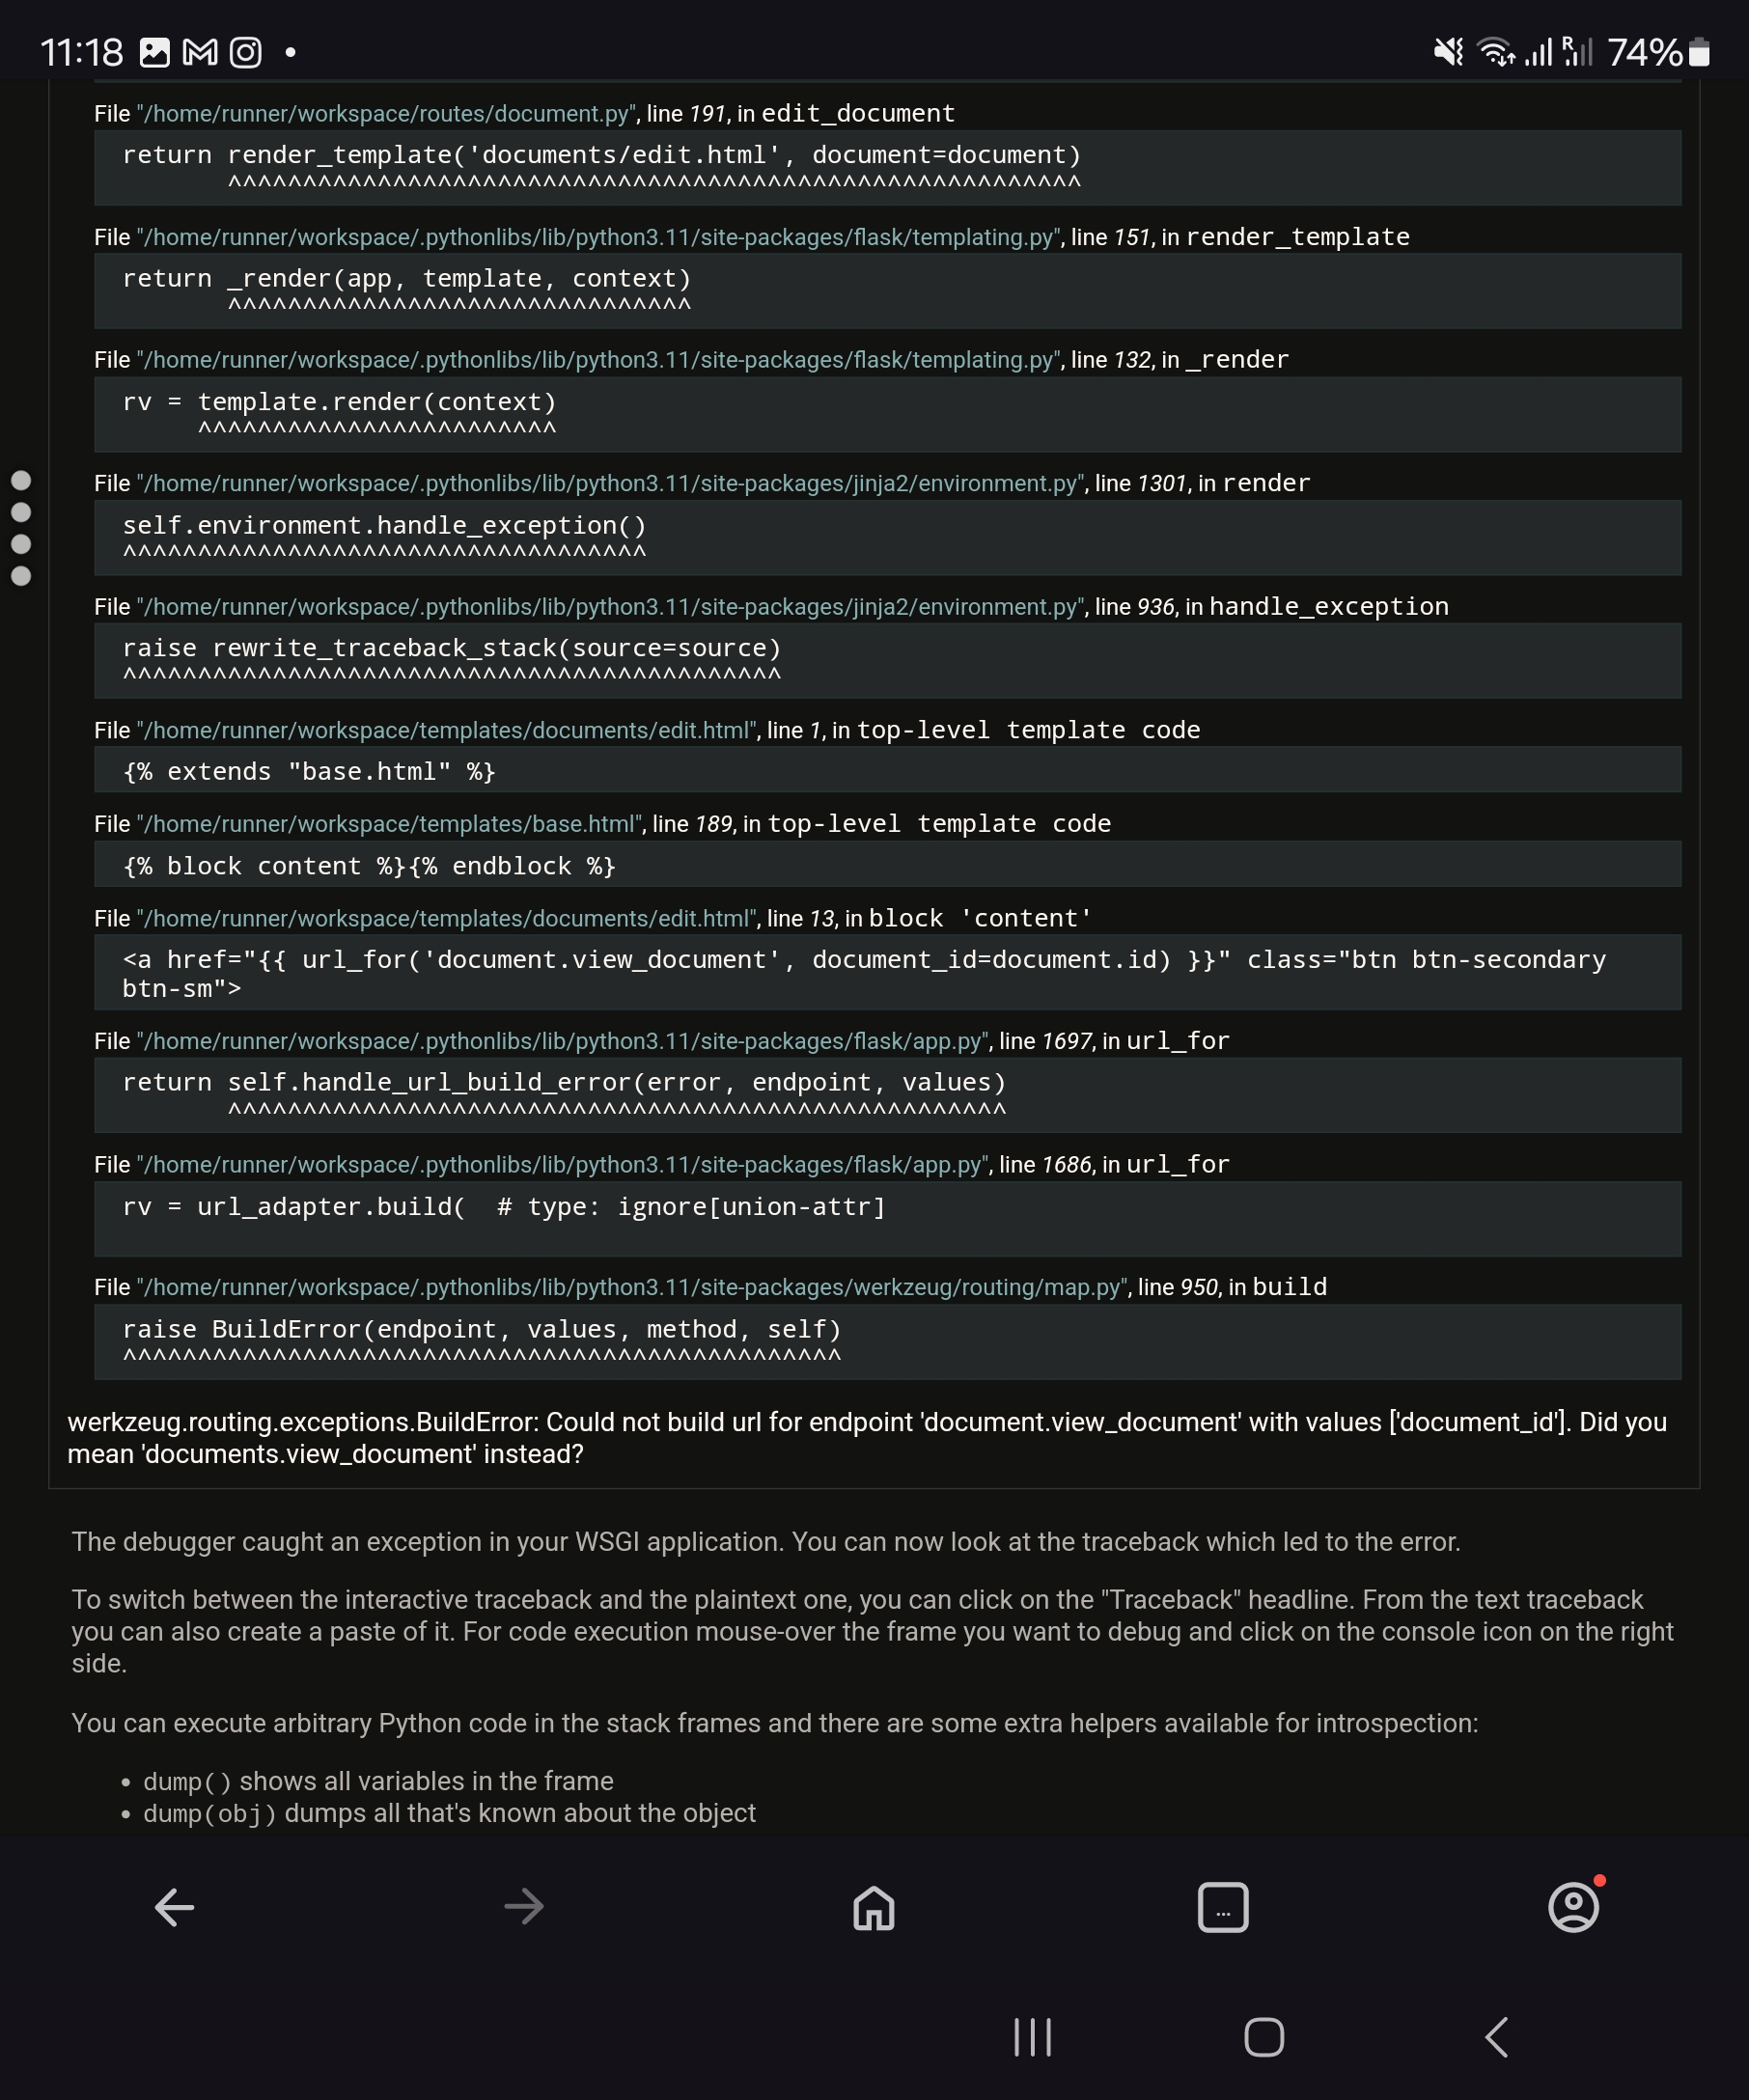 11:18
R
74%
File "/home/runner/workspace/routes/document.py", line 191, in edit_document
return render_template('documents/edit.html', document=document)
^^^^^^^^^^^^^^^^^^^^^^^^^^^^^^^^^^^^^^^^^^^^^^^^^^^^^^^^^
File "/home/runner/workspace/.pythonlibs/lib/python3.11/site-packages/flask/templating.py", line 151, in render_template
return _render(app, template, context)
^^^^^^^^^^^^^^^^^^^^^^^^^^^^^^^
File "/home/runner/workspace/.pythonlibs/lib/python3.11/site-packages/flask/templating.py", line 132, in _render
rv = template.render(context)
^^^^^^^^^^^^^^^^^^^^^^^^
File "/home/runner/workspace/.pythonlibs/lib/python3.11/site-packages/jinja2/environment.py", line 1301, in render
self.environment.handle_exception()
^^^^^^^^^^^^^^^^^^^^^^^^^^^^^^^^^^^
File "/home/runner/workspace/.pythonlibs/lib/python3.11/site-packages/jinja2/environment.py", line 936, in handle_exception
raise rewrite_traceback_stack(source=source)
^^^^^^^^^^^^^^^^^^^^^^^^^^^^^^^^^^^^^^^^^^^^
File "/home/runner/workspace/templates/documents/edit.html", line 1, in top-level template code
{% extends "base.html" %}
File "/home/runner/workspace/templates/base.html", line 189, in top-level template code
{% block content %}{% endblock %}
File "/home/runner/workspace/templates/documents/edit.html", line 13, in block 'content'
<a href="{{ url_for('document.view_document', document_id=document.id) }}" class="btn btn-secondary
btn-sm">
File "/home/runner/workspace/.pythonlibs/lib/python3.11/site-packages/flask/app.py", line 1697, in url_for
return self.handle_url_build_error(error, endpoint, values)
^^^^^^^^^^^^^^^^^^^^^^^^^^^^^^^^^^^^^^^^^^^^^^^^^^^^
File "/home/runner/workspace/.pythonlibs/lib/python3.11/site-packages/flask/app.py", line 1686, in url_for
rv = url_adapter.build(  # type: ignore[union-attr]
File "/home/runner/workspace/.pythonlibs/lib/python3.11/site-packages/werkzeug/routing/map.py", line 950, in build
raise BuildError(endpoint, values, method, self)
^^^^^^^^^^^^^^^^^^^^^^^^^^^^^^^^^^^^^^^^^^^^^^^^
werkzeug.routing.exceptions.BuildError: Could not build url for endpoint 'document.view_document' with values ['document_id']. Did you
mean 'documents.view_document' instead?
The debugger caught an exception in your WSGI application. You can now look at the traceback which led to the error.
To switch between the interactive traceback and the plaintext one, you can click on the "Traceback" headline. From the text traceback
you can also create a paste of it. For code execution mouse-over the frame you want to debug and click on the console icon on the right
side.
You can execute arbitrary Python code in the stack frames and there are some extra helpers available for introspection:
• dump() shows all variables in the frame
• dump(obj) dumps all that's known about the object